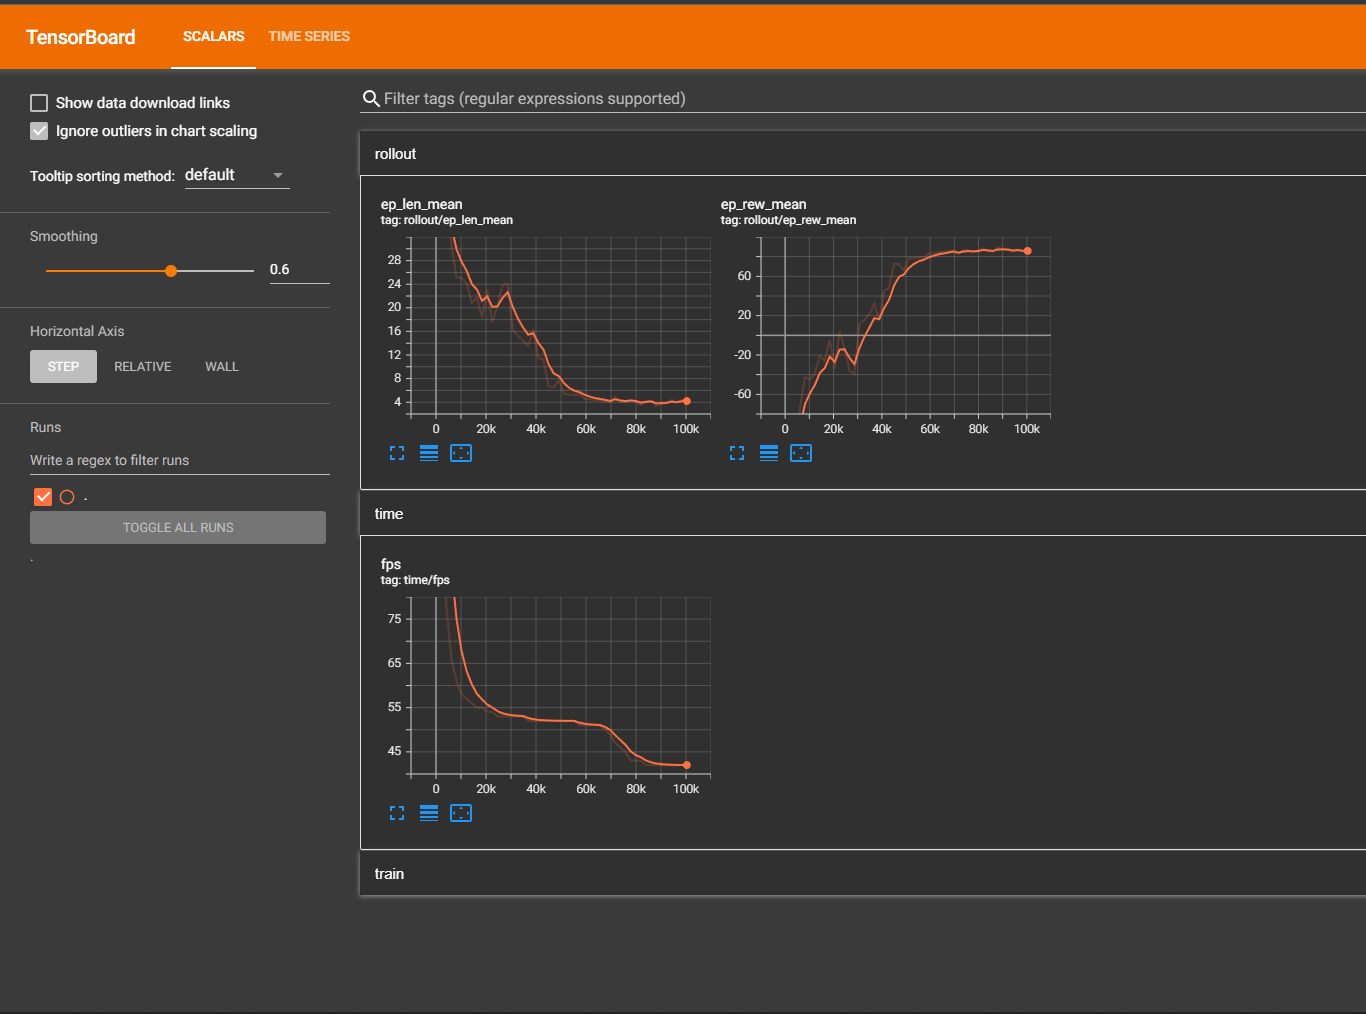 TensorBoard SCALARS TIME SERIES
Show data download links
Ignore outliers in chart scaling
Tooltip sorting method: default
Smoothing
0.6
Horizontal Axis
STEP RELATIVE WALL
Runs
Write a regex to filter runs
.
TOGGLE ALL RUNS
.
Filter tags (regular expressions supported)
rollout
ep_len_mean
tag: rollout/ep_len_mean
28
24
20
16
12
8
4
0 20k 40k 60k 80k 100k
ep_rew_mean
tag: rollout/ep_rew_mean
60
20
-20
-60
0 20k 40k 60k 80k 100k
time
fps
tag: time/fps
75
65
55
45
0 20k 40k 60k 80k 100k
train